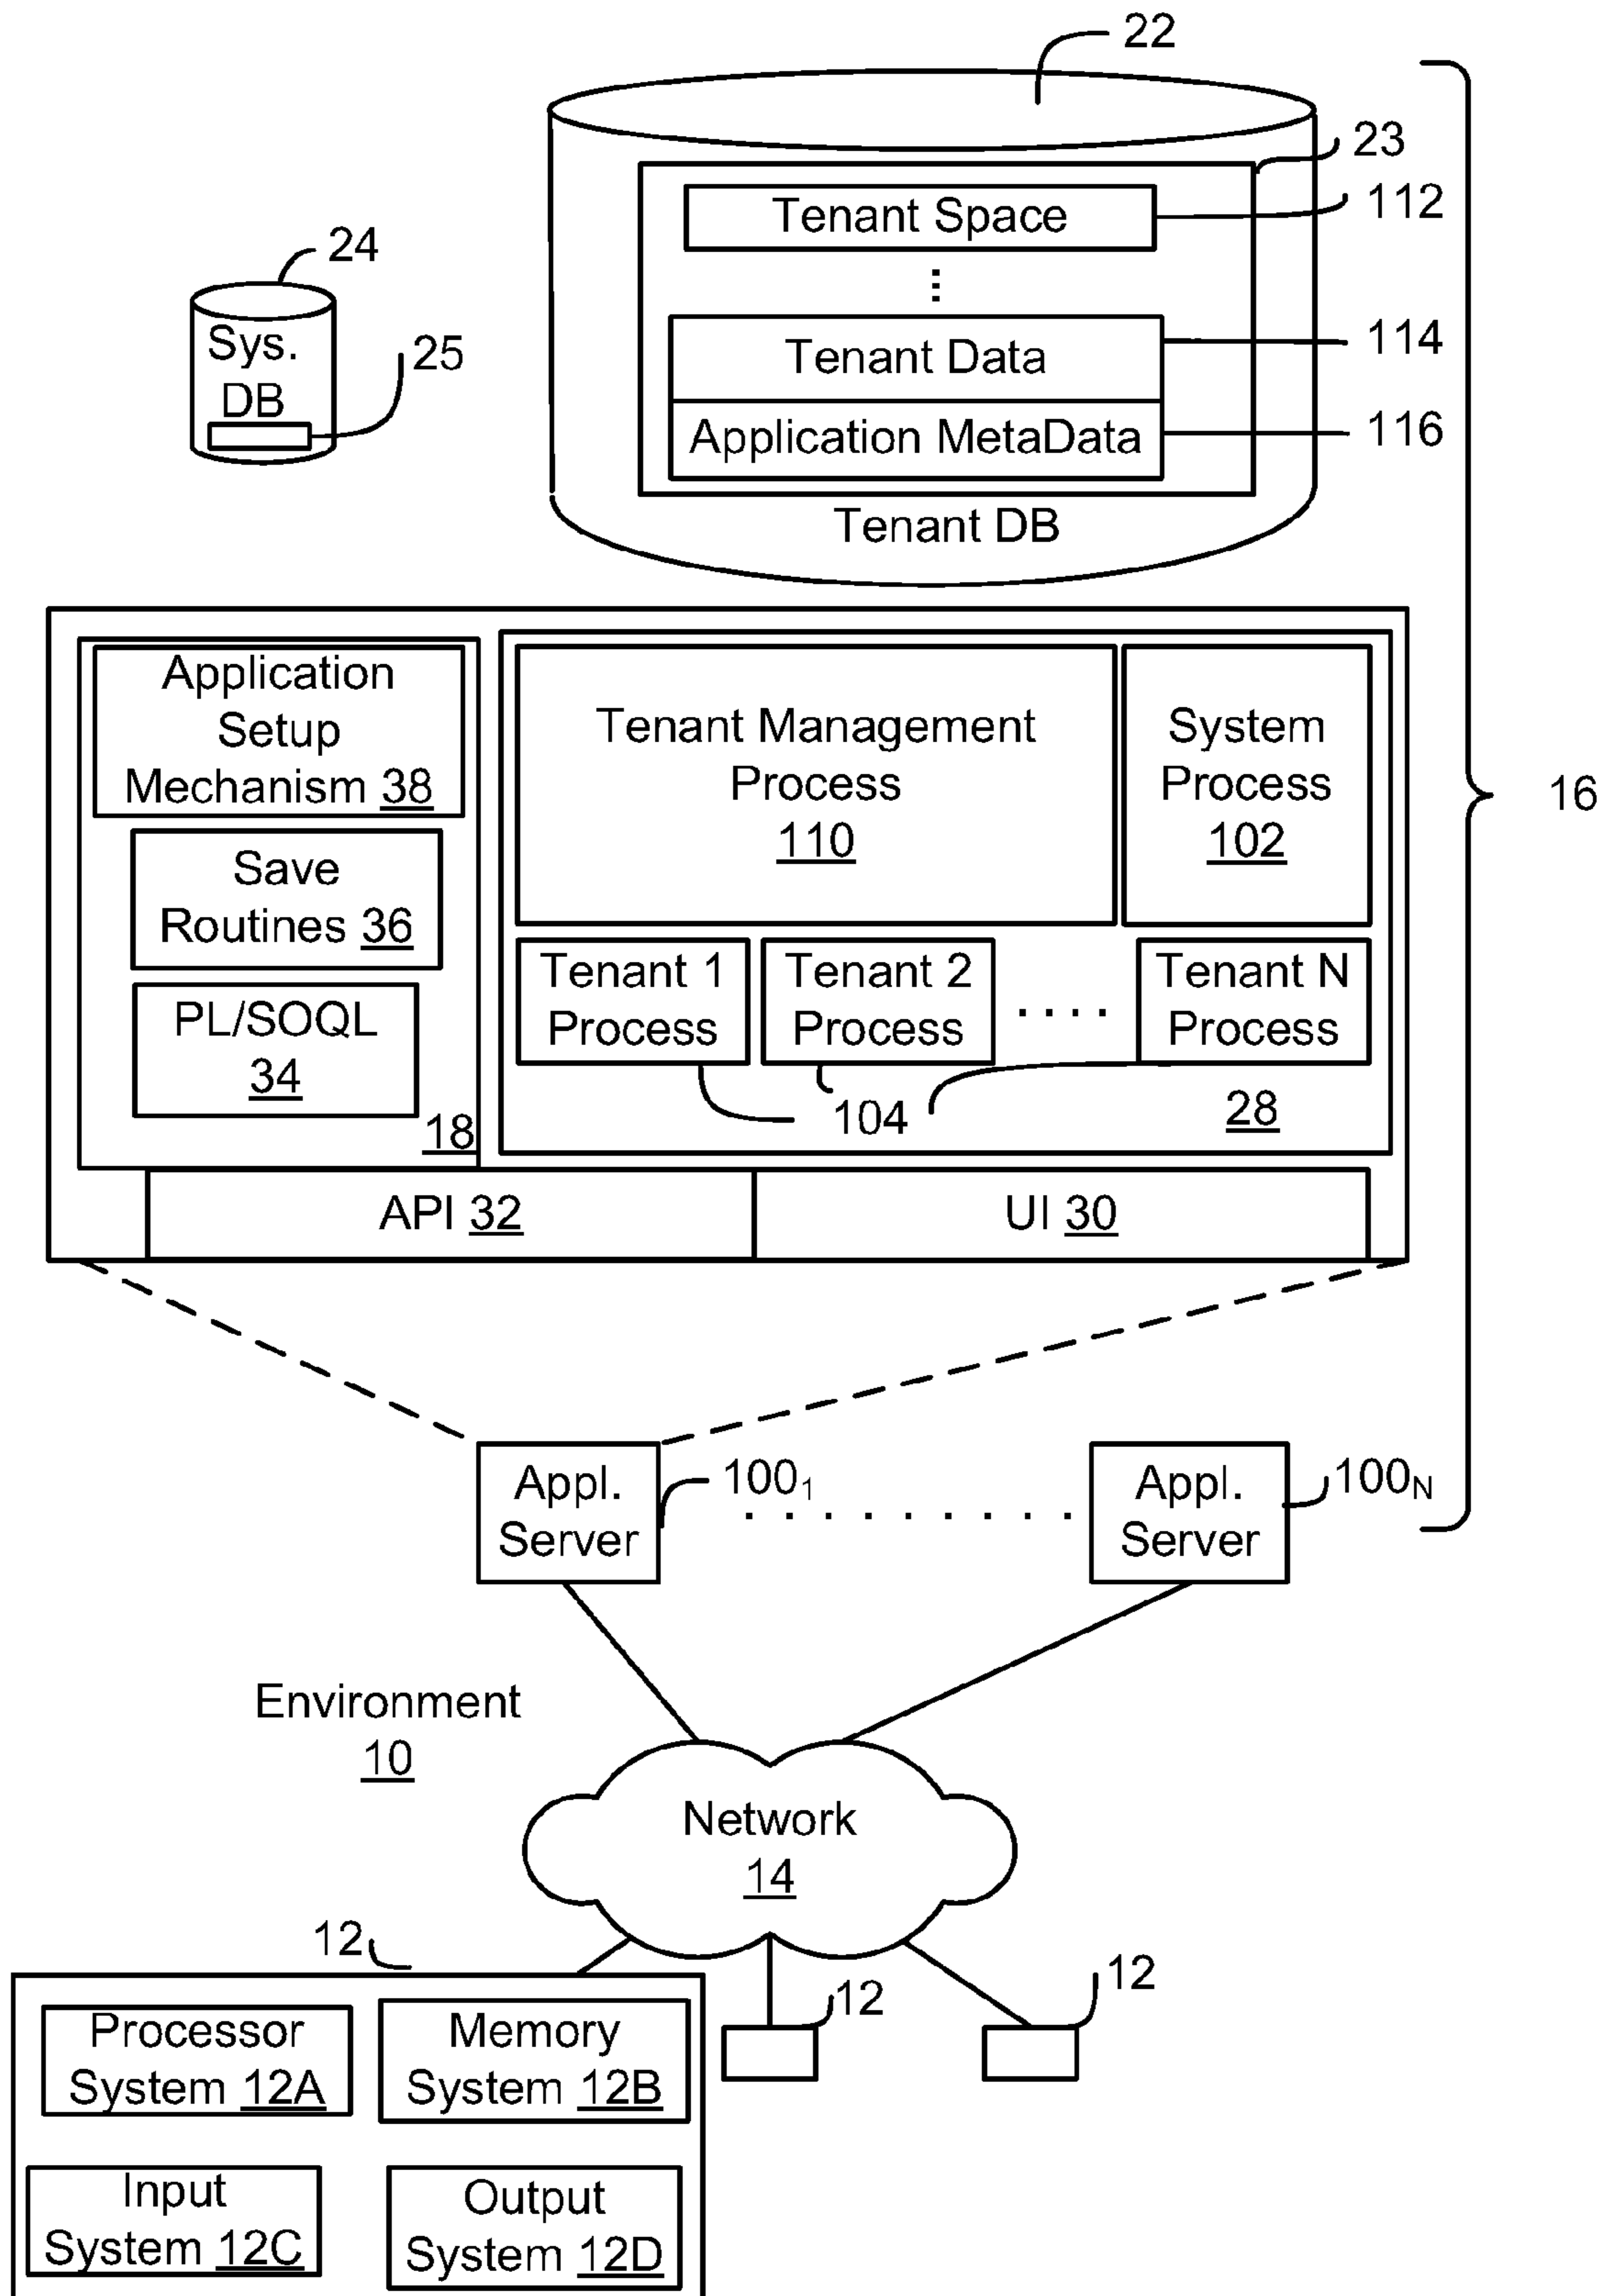 22
23
Tenant Space
112
24
Sys.
DB
25
Tenant Data
114
Application MetaData
116
Tenant DB
16
Application
Setup
Mechanism 38
Save
Routines 36
PL/SOQL
34
18
Tenant Management
Process
110
System
Process
102
Tenant 1
Process
Tenant 2
Process
. . . .
Tenant N
Process
104
28
API 32
UI 30
Appl.
Server
100₁
. . . . . . . . .
Appl.
Server
100N
Environment
10
Network
14
12
12
12
Processor
System 12A
Memory
System 12B
Input
System 12C
Output
System 12D